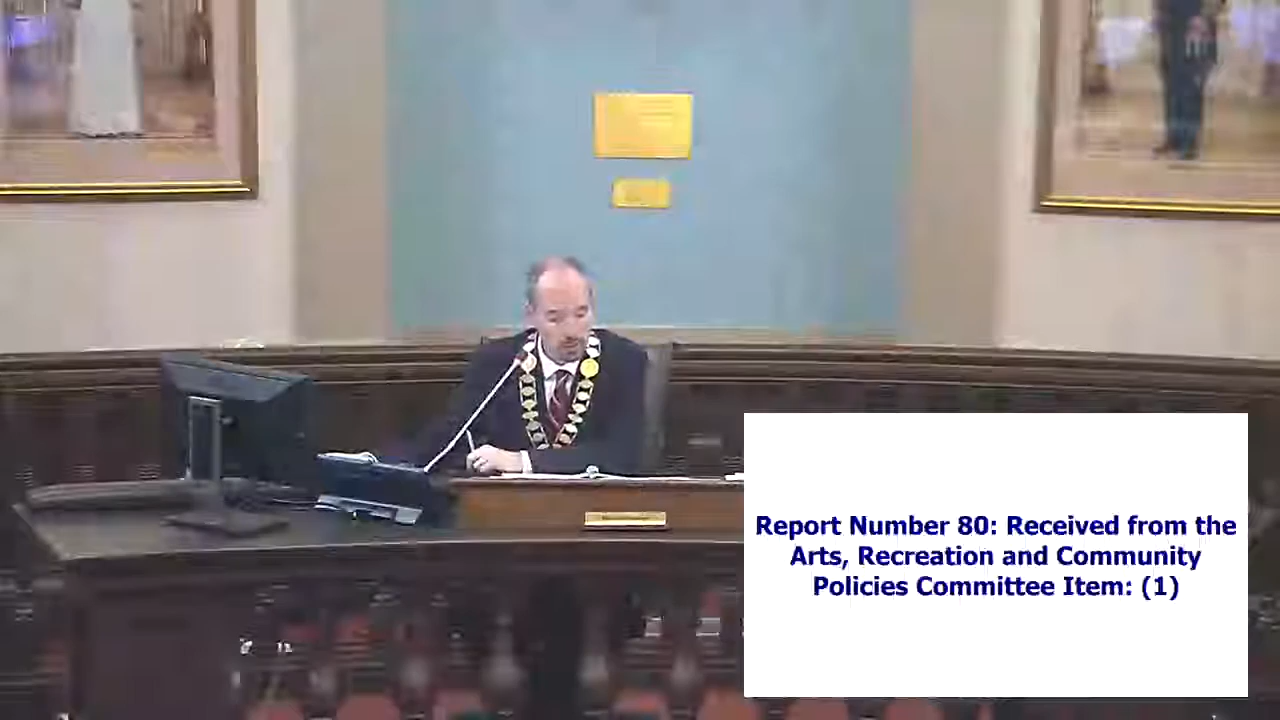 Report Number 80: Received from the
Arts, Recreation and Community
Policies Committee Item: (1)